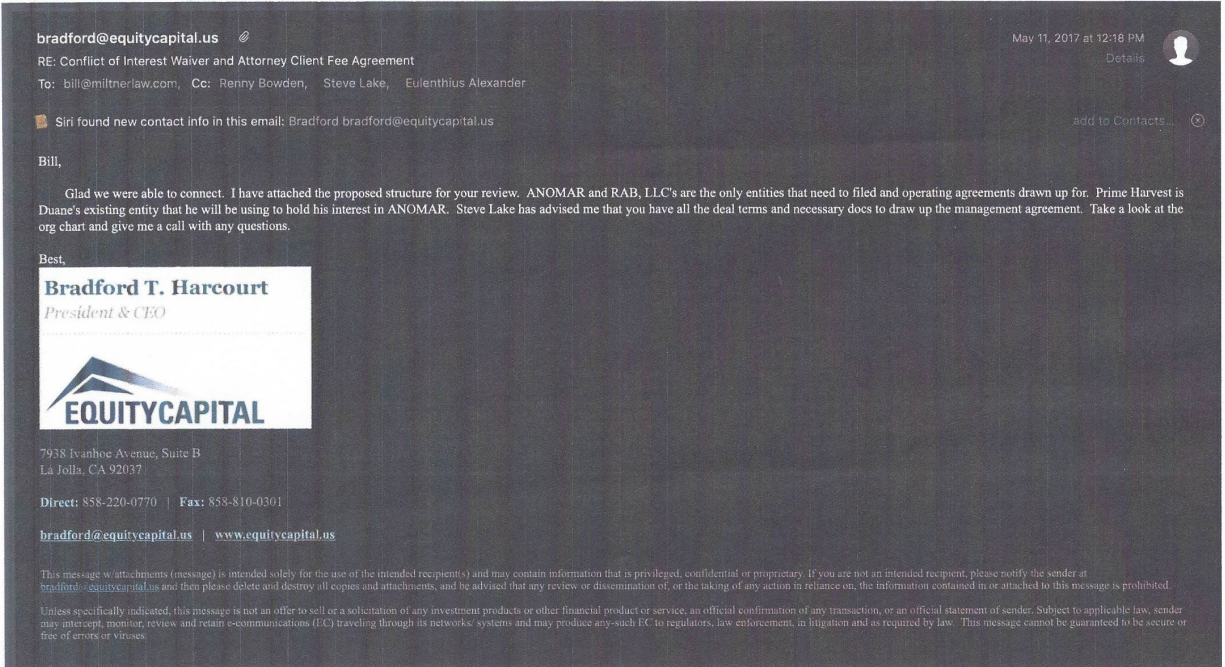 bradford@equitycapital.us
May 11, 2017 at 12:18 PM
RE: Conflict of Interest Waiver and Attorney Client Fee Agreement
Details
To: bill@miltnerlaw.com, Cc: Renny Bowden, Steve Lake, Eulenthius Alexander
Siri found new contact info in this email: Bradford bradford@equitycapital.us
add to Contacts...
Bill,
Glad we were able to connect. I have attached the proposed structure for your review. ANOMAR and RAB, LLC's are the only entities that need to filed and operating agreements drawn up for. Prime Harvest is
Duane's existing entity that he will be using to hold his interest in ANOMAR. Steve Lake has advised me that you have all the deal terms and necessary docs to draw up the management agreement. Take a look at the
org chart and give me a call with any questions.
Best,
Bradford T. Harcourt
President & CEO
EQUITYCAPITAL
7938 Ivanhoe Avenue, Suite B
La Jolla, CA 92037
Direct: 858-220-0770 | Fax: 858-810-0301
bradford@equitycapital.us | www.equitycapital.us
This message w/attachments (message) is intended solely for the use of the intended recipient(s) and may contain information that is privileged, confidential or proprietary. If you are not an intended recipient, please notify the sender at
bradford@equitycapital.us and then please delete and destroy all copies and attachments, and be advised that any review or dissemination of, or the taking of any action in reliance on, the information contained in or attached to this message is prohibited.
Unless specifically indicated, this message is not an offer to sell or a solicitation of any investment products or other financial product or service, an official confirmation of any transaction, or an official statement of sender. Subject to applicable law, sender
may intercept, monitor, review and retain e-communications (EC) traveling through its networks/ systems and may produce any-such EC to regulators, law enforcement, in litigation and as required by law. This message cannot be guaranteed to be secure or
free of errors or viruses.